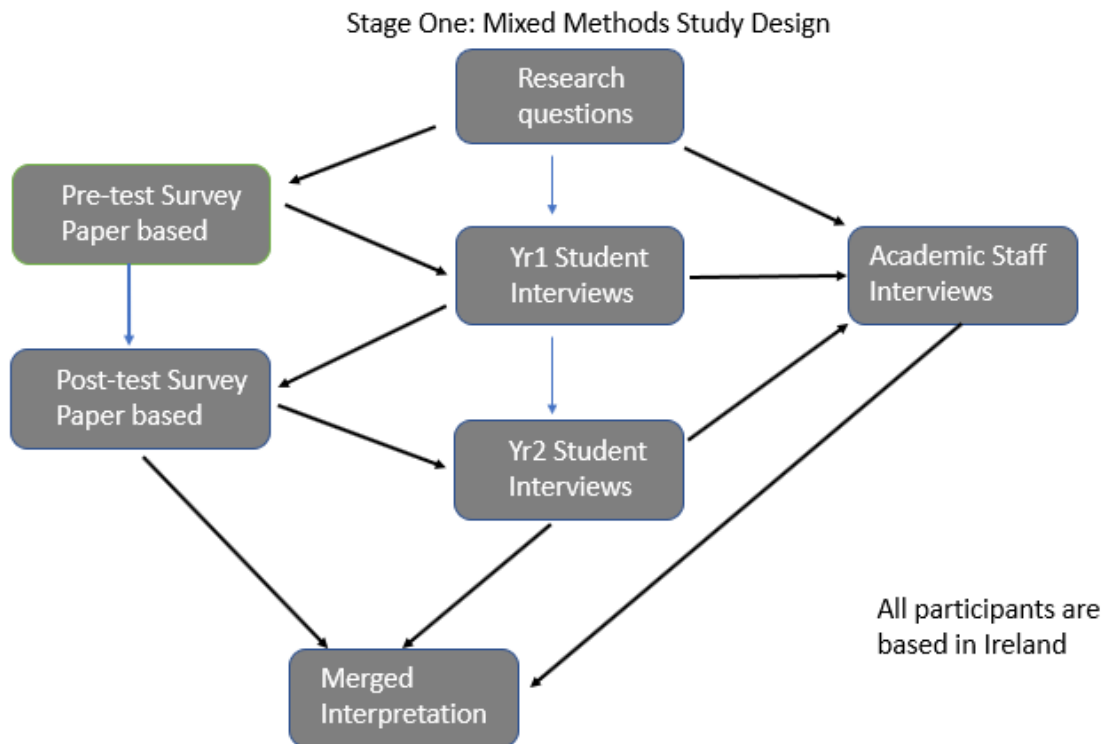 Stage One: Mixed Methods Study Design
Research
questions
Pre-test Survey
Paper based
Yr1 Student
Interviews
Academic Staff
Interviews
Post-test Survey
Paper based
Yr2 Student
Interviews
All participants are
based in Ireland
Merged
Interpretation